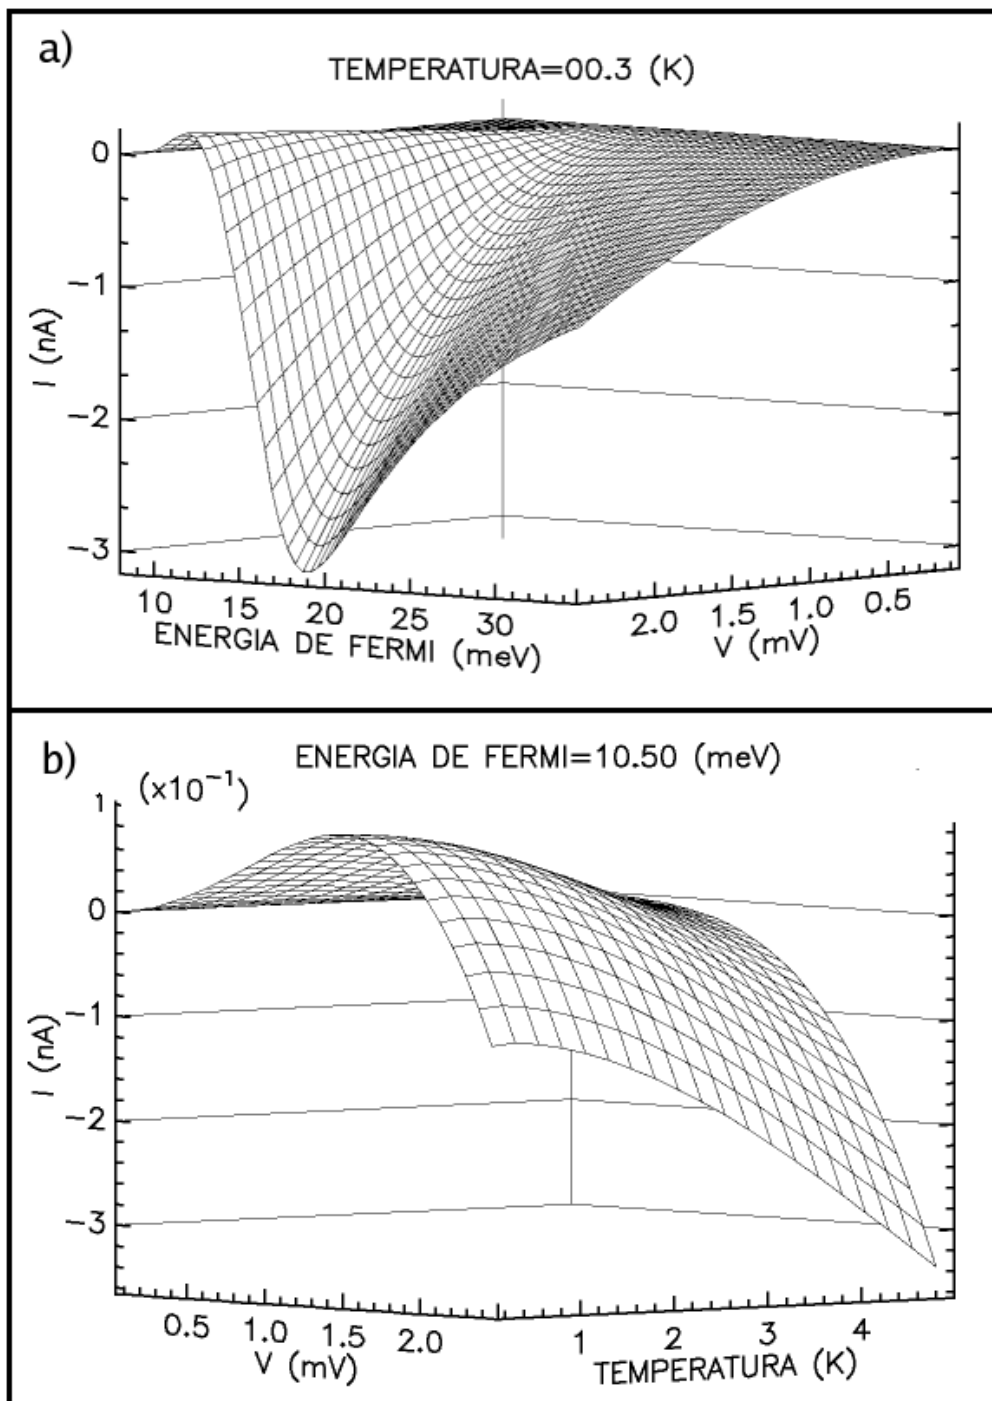 a)
TEMPERATURA=00.3 (K)
0
−1
−2
−3
I (nA)
10 15 20 25 30
ENERGIA DE FERMI (meV)
2.0 1.5 1.0 0.5
V (mV)
b)
ENERGIA DE FERMI=10.50 (meV)
(×10⁻¹)
1
0
−1
−2
−3
I (nA)
0.5 1.0 1.5 2.0
V (mV)
1 2 3 4
TEMPERATURA (K)